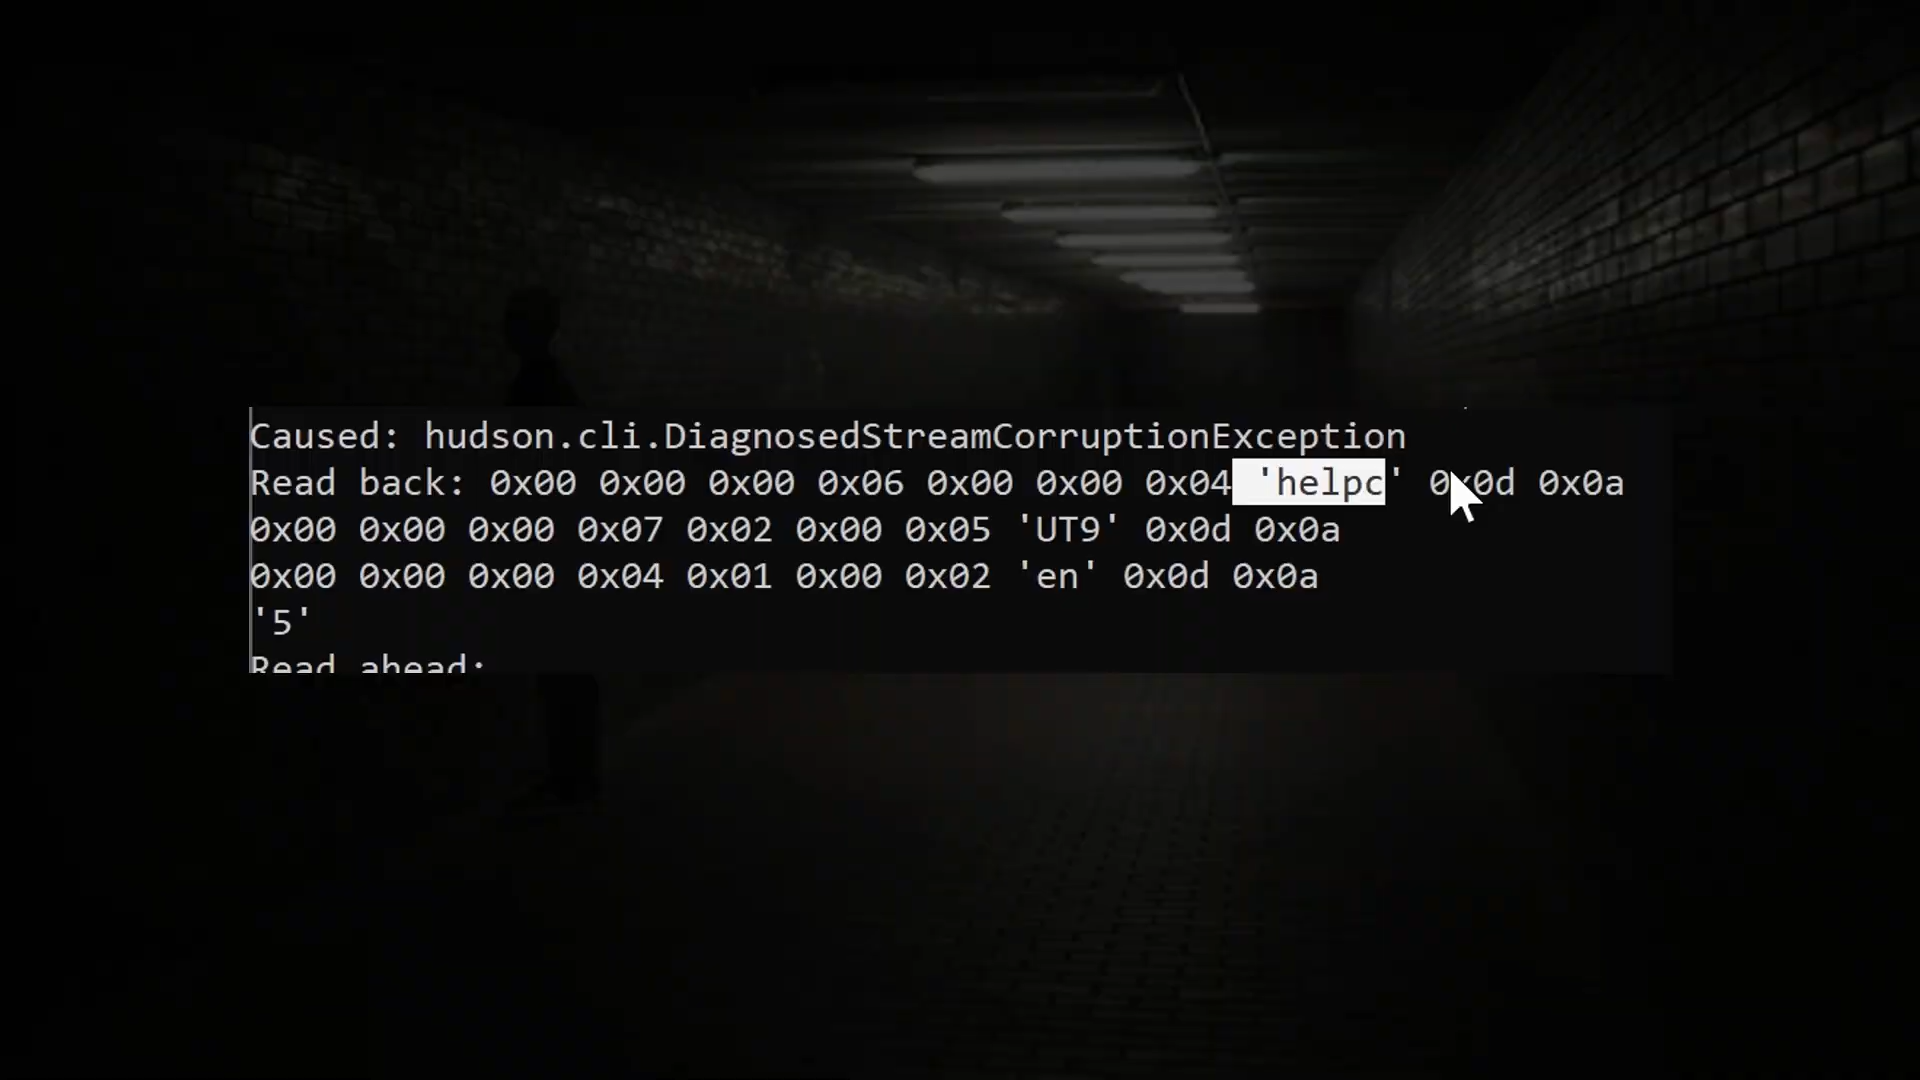 Caused: hudson.cli.DiagnosedStreamCorruptionException
Read back: 0x00 0x00 0x00 0x06 0x00 0x00 0x04 'helpc' 0x0d 0x0a
0x00 0x00 0x00 0x07 0x02 0x00 0x05 'UT9' 0x0d 0x0a
0x00 0x00 0x00 0x04 0x01 0x00 0x02 'en' 0x0d 0x0a
'5'
Read ahead: